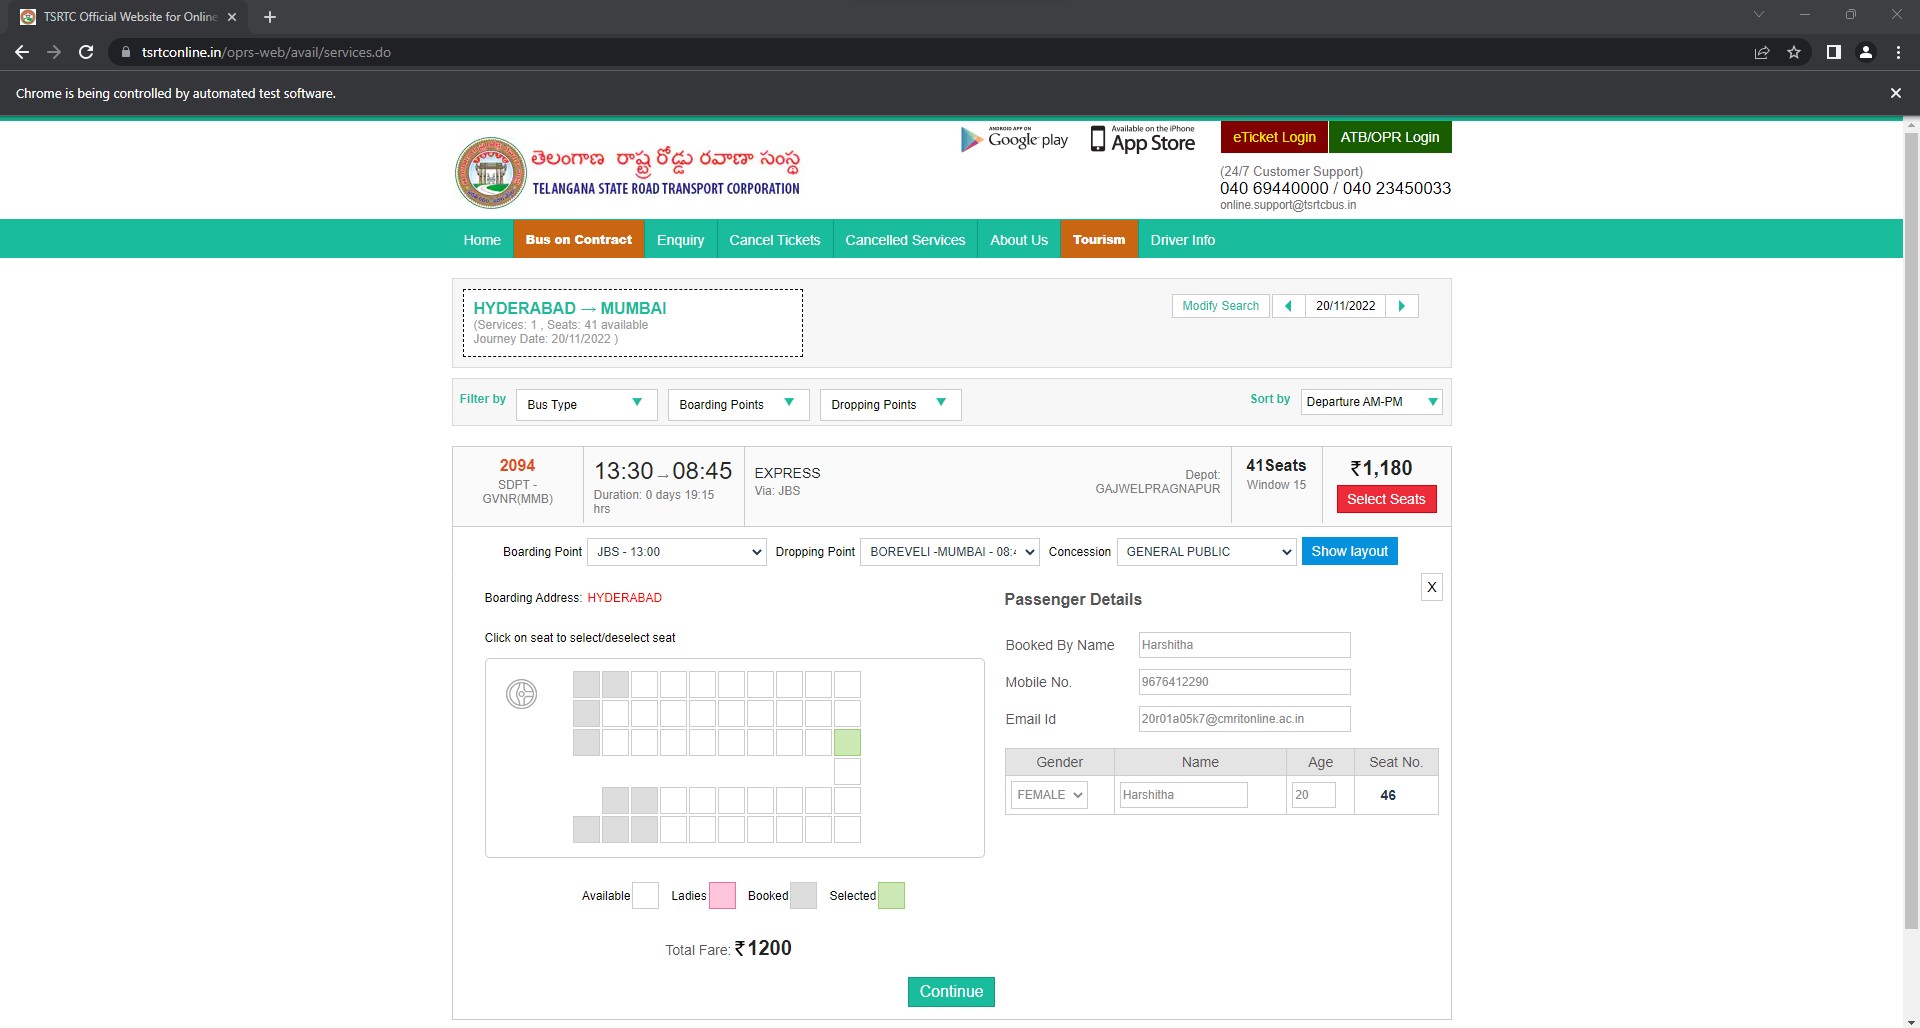 TSRTC Official Website for Online
tsrtconline.in/oprs-web/avail/services.do
Chrome is being controlled by automated test software.
తెలంగాణ రాష్ట్ర రోడ్డు రవాణా సంస్థ
TELANGANA STATE ROAD TRANSPORT CORPORATION
ANDROID APP ON
Google play
Available on the iPhone
App Store
eTicket Login
ATB/OPR Login
(24/7 Customer Support)
040 69440000 / 040 23450033
online.support@tsrtcbus.in
Home Bus on Contract Enquiry Cancel Tickets Cancelled Services About Us Tourism Driver Info
HYDERABAD → MUMBAI
(Services: 1 , Seats: 41 available
Journey Date: 20/11/2022 )
Modify Search 20/11/2022
Filter by Bus Type Boarding Points Dropping Points Sort by Departure AM-PM
2094
SDPT -
GVNR(MMB)
13:30→08:45
Duration: 0 days 19:15
hrs
EXPRESS
Via: JBS
Depot:
GAJWELPRAGNAPUR
41Seats
Window 15
₹1,180
Select Seats
Boarding Point JBS - 13:00 Dropping Point BOREVELI -MUMBAI - 08: Concession GENERAL PUBLIC Show layout
X
Boarding Address: HYDERABAD
Click on seat to select/deselect seat
Passenger Details
Booked By Name Harshitha
Mobile No. 9676412290
Email Id 20r01a05k7@cmritonline.ac.in
Gender Name Age Seat No.
FEMALE Harshitha 20 46
Available Ladies Booked Selected
Total Fare: ₹1200
Continue